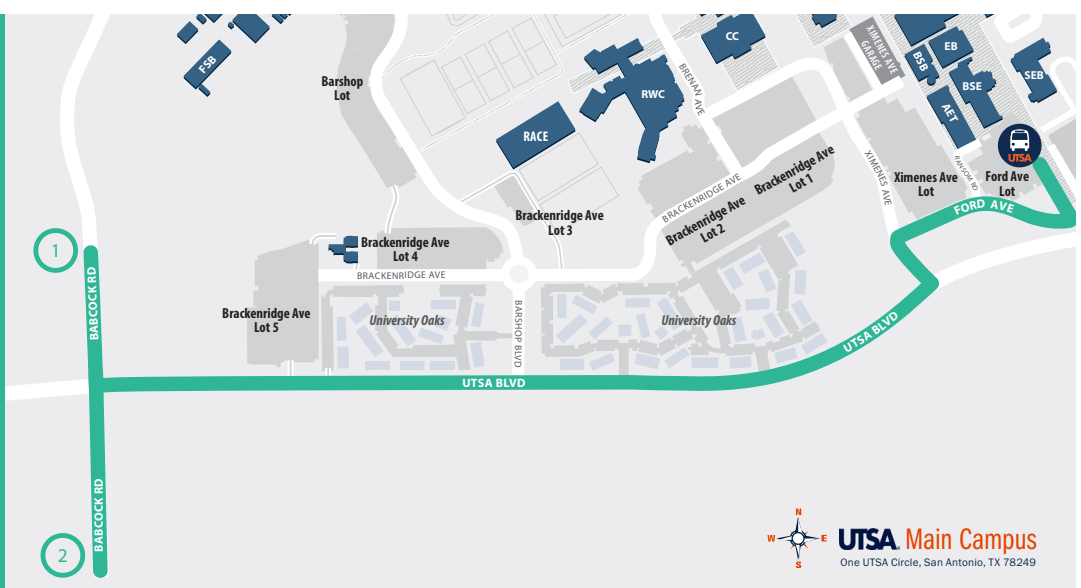 FSB
Barshop
Lot
RACE
RWC
CC
BRENAN AVE
XIMENES AVE
GARAGE
BSB
EB
BSE
SEB
AET
UTSA
XIMENES AVE
RANSOM RD
Ximenes Ave
Lot
Ford Ave
Lot
FORD AVE
Brackenridge Ave
Lot 1
BRACKENRIDGE AVE
Brackenridge Ave
Lot 2
Brackenridge Ave
Lot 3
Brackenridge Ave
Lot 4
BRACKENRIDGE AVE
1
BABCOCK RD
Brackenridge Ave
Lot 5
University Oaks
BARSHOP BLVD
University Oaks
UTSA BLVD
UTSA BLVD
BABCOCK RD
2
N
W
E
S
UTSA. Main Campus
One UTSA Circle, San Antonio, TX 78249